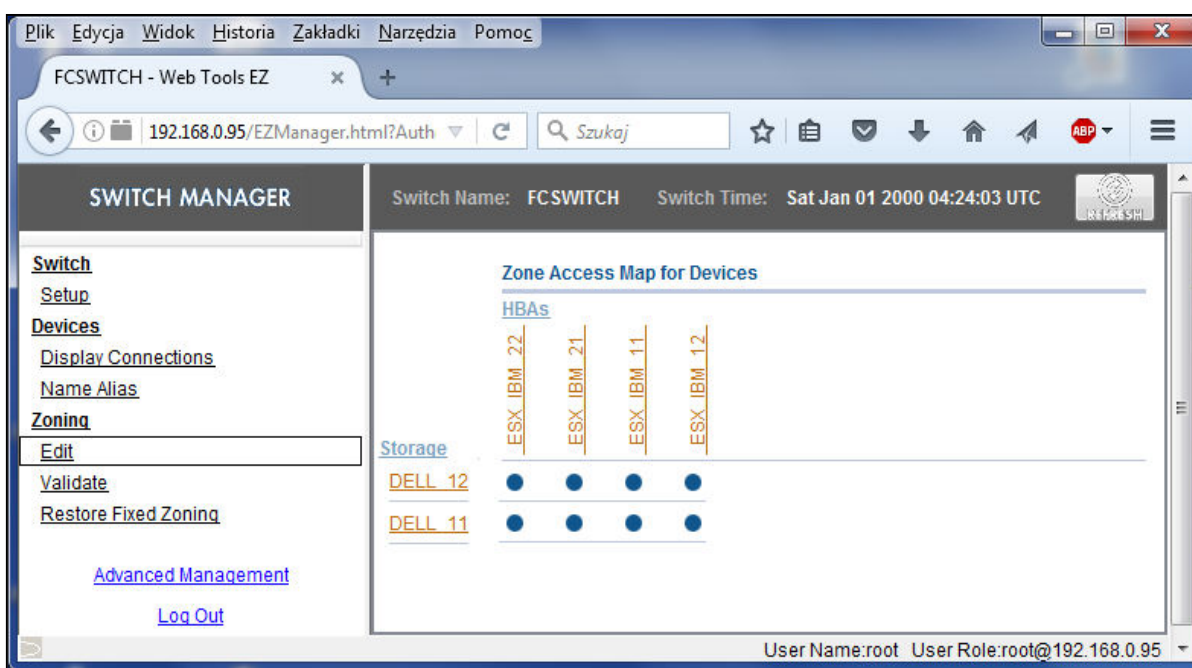 Plik Edycja Widok Historia Zakładki Narzędzia Pomoc
FCSWITCH - Web Tools EZ
192.168.0.95/EZManager.html?Auth
Szukaj
ABP
SWITCH MANAGER
Switch Name: FCSWITCH Switch Time: Sat Jan 01 2000 04:24:03 UTC
REFRESH
Switch
Setup
Devices
Display Connections
Name Alias
Zoning
Edit
Validate
Restore Fixed Zoning
Advanced Management
Log Out
Zone Access Map for Devices
HBAs
ESX_IBM_22
ESX_IBM_21
ESX_IBM_11
ESX_IBM_12
Storage
DELL_12
DELL_11
User Name:root User Role:root@192.168.0.95